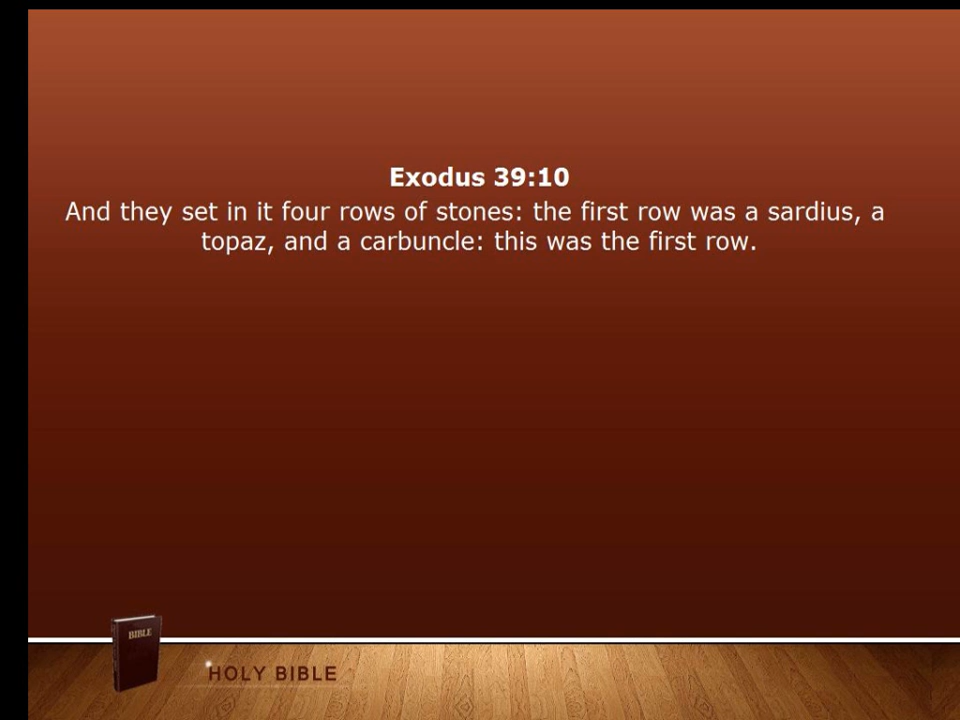 Exodus 39:10
And they set in it four rows of stones: the first row was a sardius, a
topaz, and a carbuncle: this was the first row.
BIBLE
HOLY BIBLE